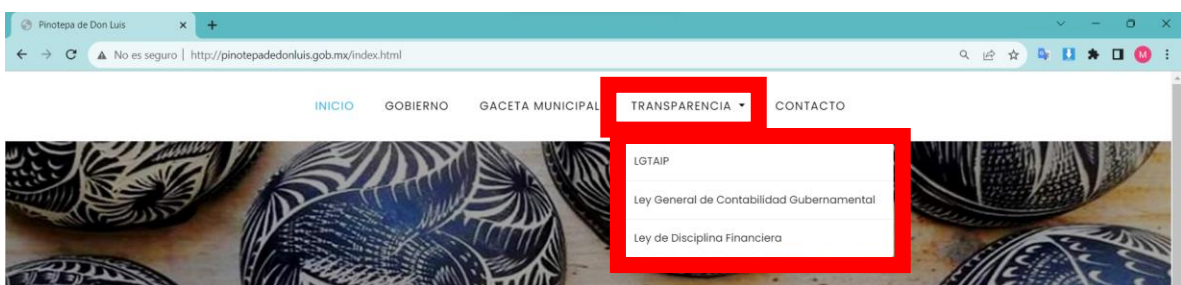 Pinotepa de Don Luis
No es seguro | http://pinotepadedonluis.gob.mx/index.html
M
INICIO GOBIERNO GACETA MUNICIPAL TRANSPARENCIA CONTACTO
LGTAIP
Ley General de Contabilidad Gubernamental
Ley de Disciplina Financiera